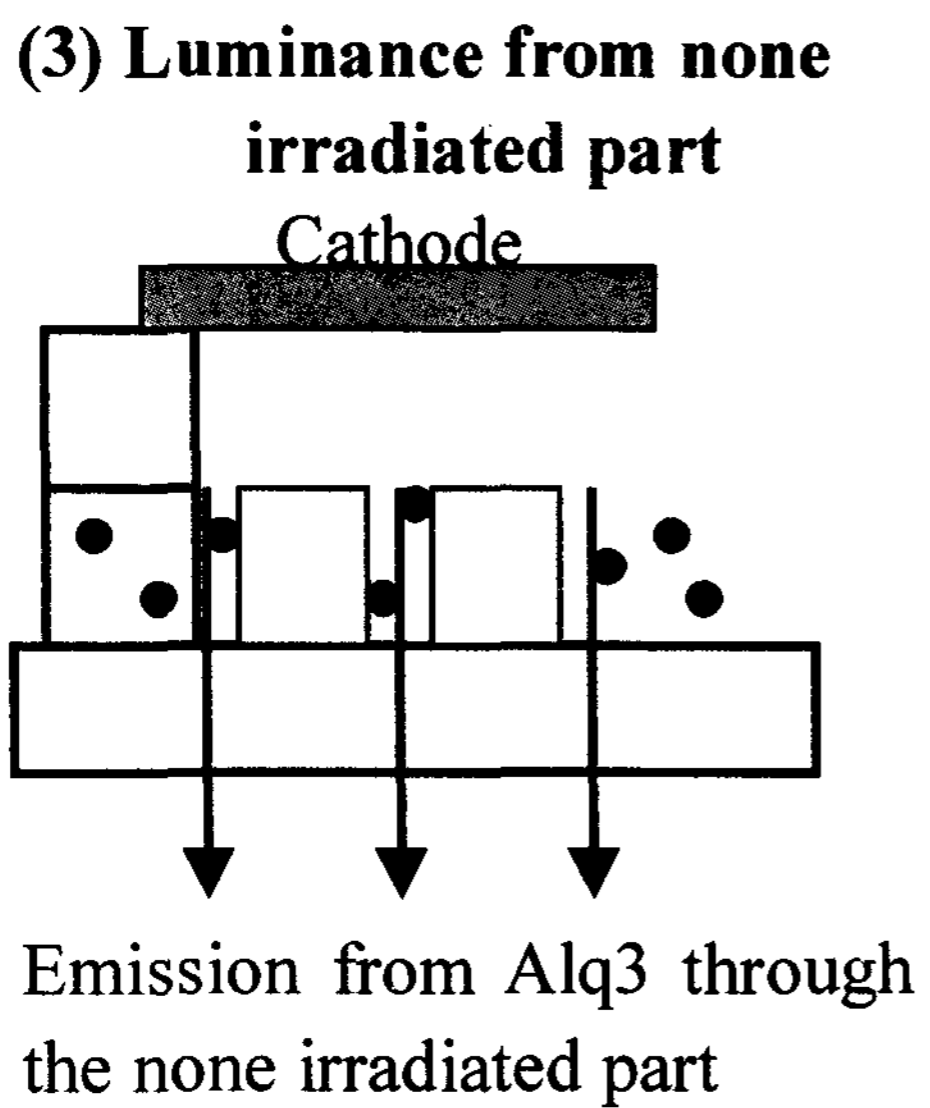 (3) Luminance from none
irradiated part
Cathode
Emission from Alq3 through
the none irradiated part